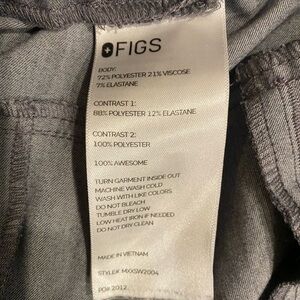 FIGS
BODY:
72% POLYESTER 21% VISCOSE
7% ELASTANE
CONTRAST 1:
88% POLYESTER 12% ELASTANE
CONTRAST 2:
100% POLYESTER
100% AWESOME
TURN GARMENT INSIDE OUT
MACHINE WASH COLD
WASH WITH LIKE COLORS
DO NOT BLEACH
TUMBLE DRY LOW
LOW HEAT IRON IF NEEDED
DO NOT DRY CLEAN
MADE IN VIETNAM
STYLE# MXXSW2004
PO# 2012